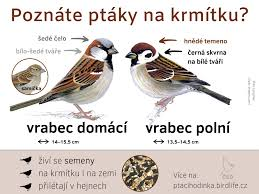 Poznáte ptáky na krmítku?
šedé čelo
bílo-šedé tváře
samička
hnědé temeno
černá skvrna
na bílé tváři
vrabec domácí
↔ 14–15,5 cm
vrabec polní
↔ 13,5–14,5 cm
živí se semeny
na krmítku i na zemi
přilétají v hejnech
Více na
ptacihodinka.birdlife.cz